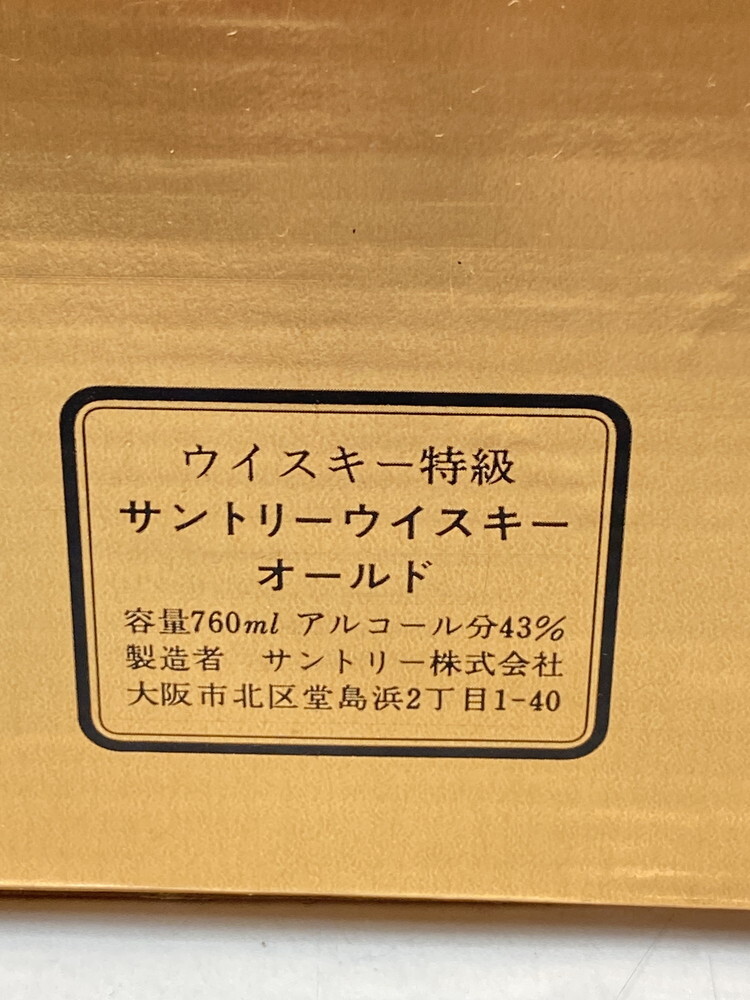 ウイスキー特級
サントリーウイスキー
オールド
容量760ml アルコール分43%
製造者 サントリー株式会社
大阪市北区堂島浜2丁目1-40